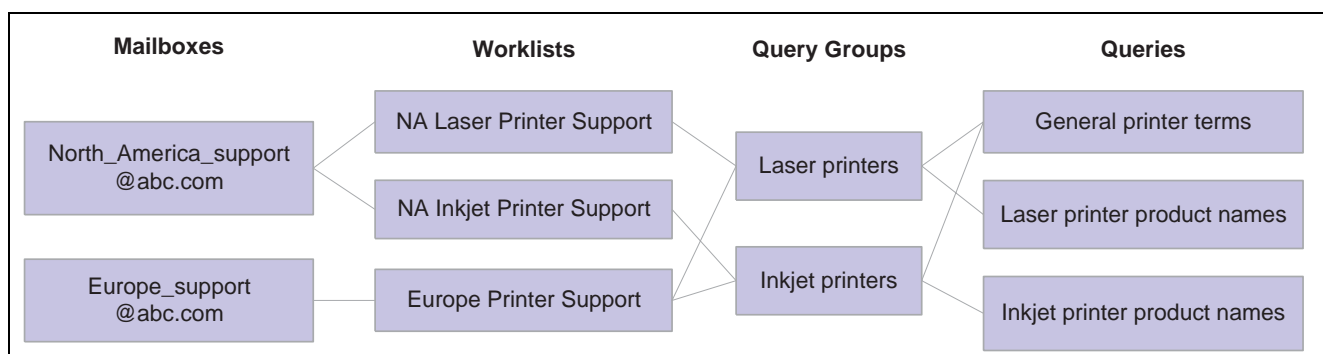 Mailboxes
Worklists
Query Groups
Queries
North_America_support
@abc.com
Europe_support
@abc.com
NA Laser Printer Support
NA Inkjet Printer Support
Europe Printer Support
Laser printers
Inkjet printers
General printer terms
Laser printer product names
Inkjet printer product names